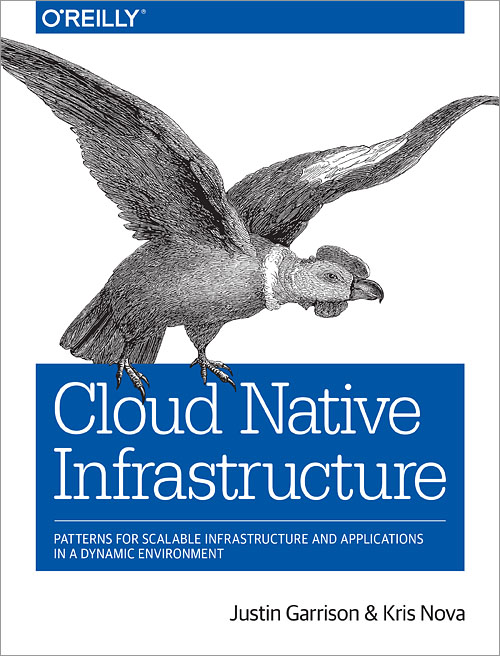 O'REILLY®
Cloud Native
Infrastructure
PATTERNS FOR SCALABLE INFRASTRUCTURE AND APPLICATIONS
IN A DYNAMIC ENVIRONMENT
Justin Garrison & Kris Nova